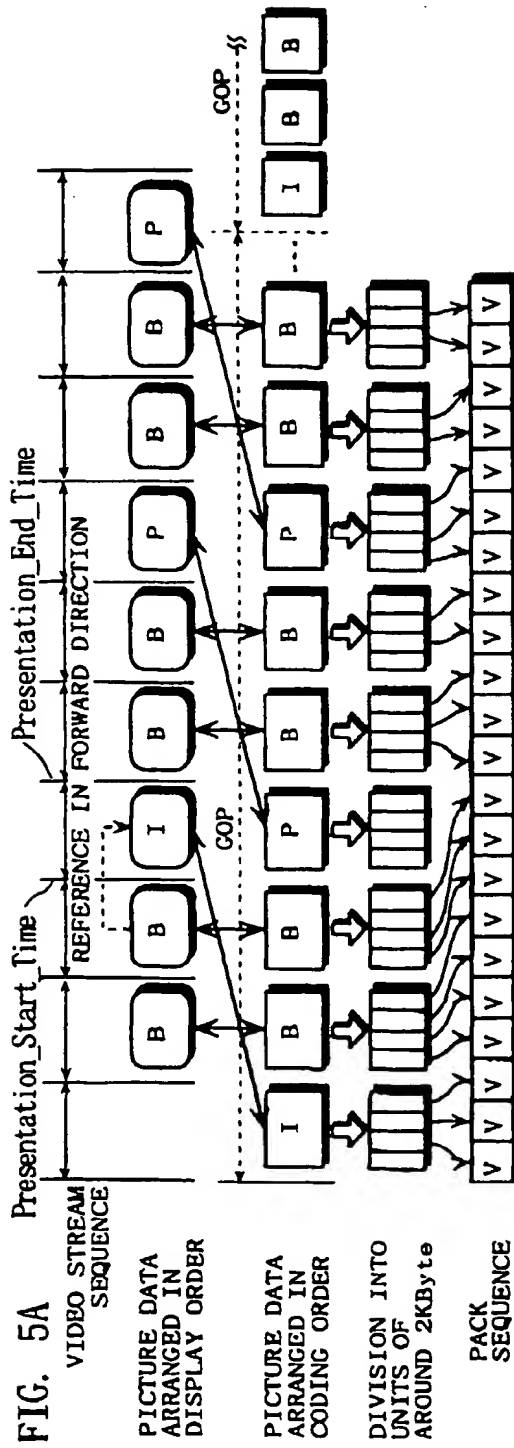 FIG. 5A
Presentation_Start_Time
Presentation_End_Time
VIDEO STREAM
SEQUENCE
REFERENCE IN FORWARD DIRECTION
PICTURE DATA
ARRANGED IN
DISPLAY ORDER
B B I B B P B B P
GOP GOP
PICTURE DATA
ARRANGED IN
CODING ORDER
I B B P B B P B B I B B
DIVISION INTO
UNITS OF
AROUND 2KByte
PACK
SEQUENCE
V V V V V V V V V V V V V V V V V V V V